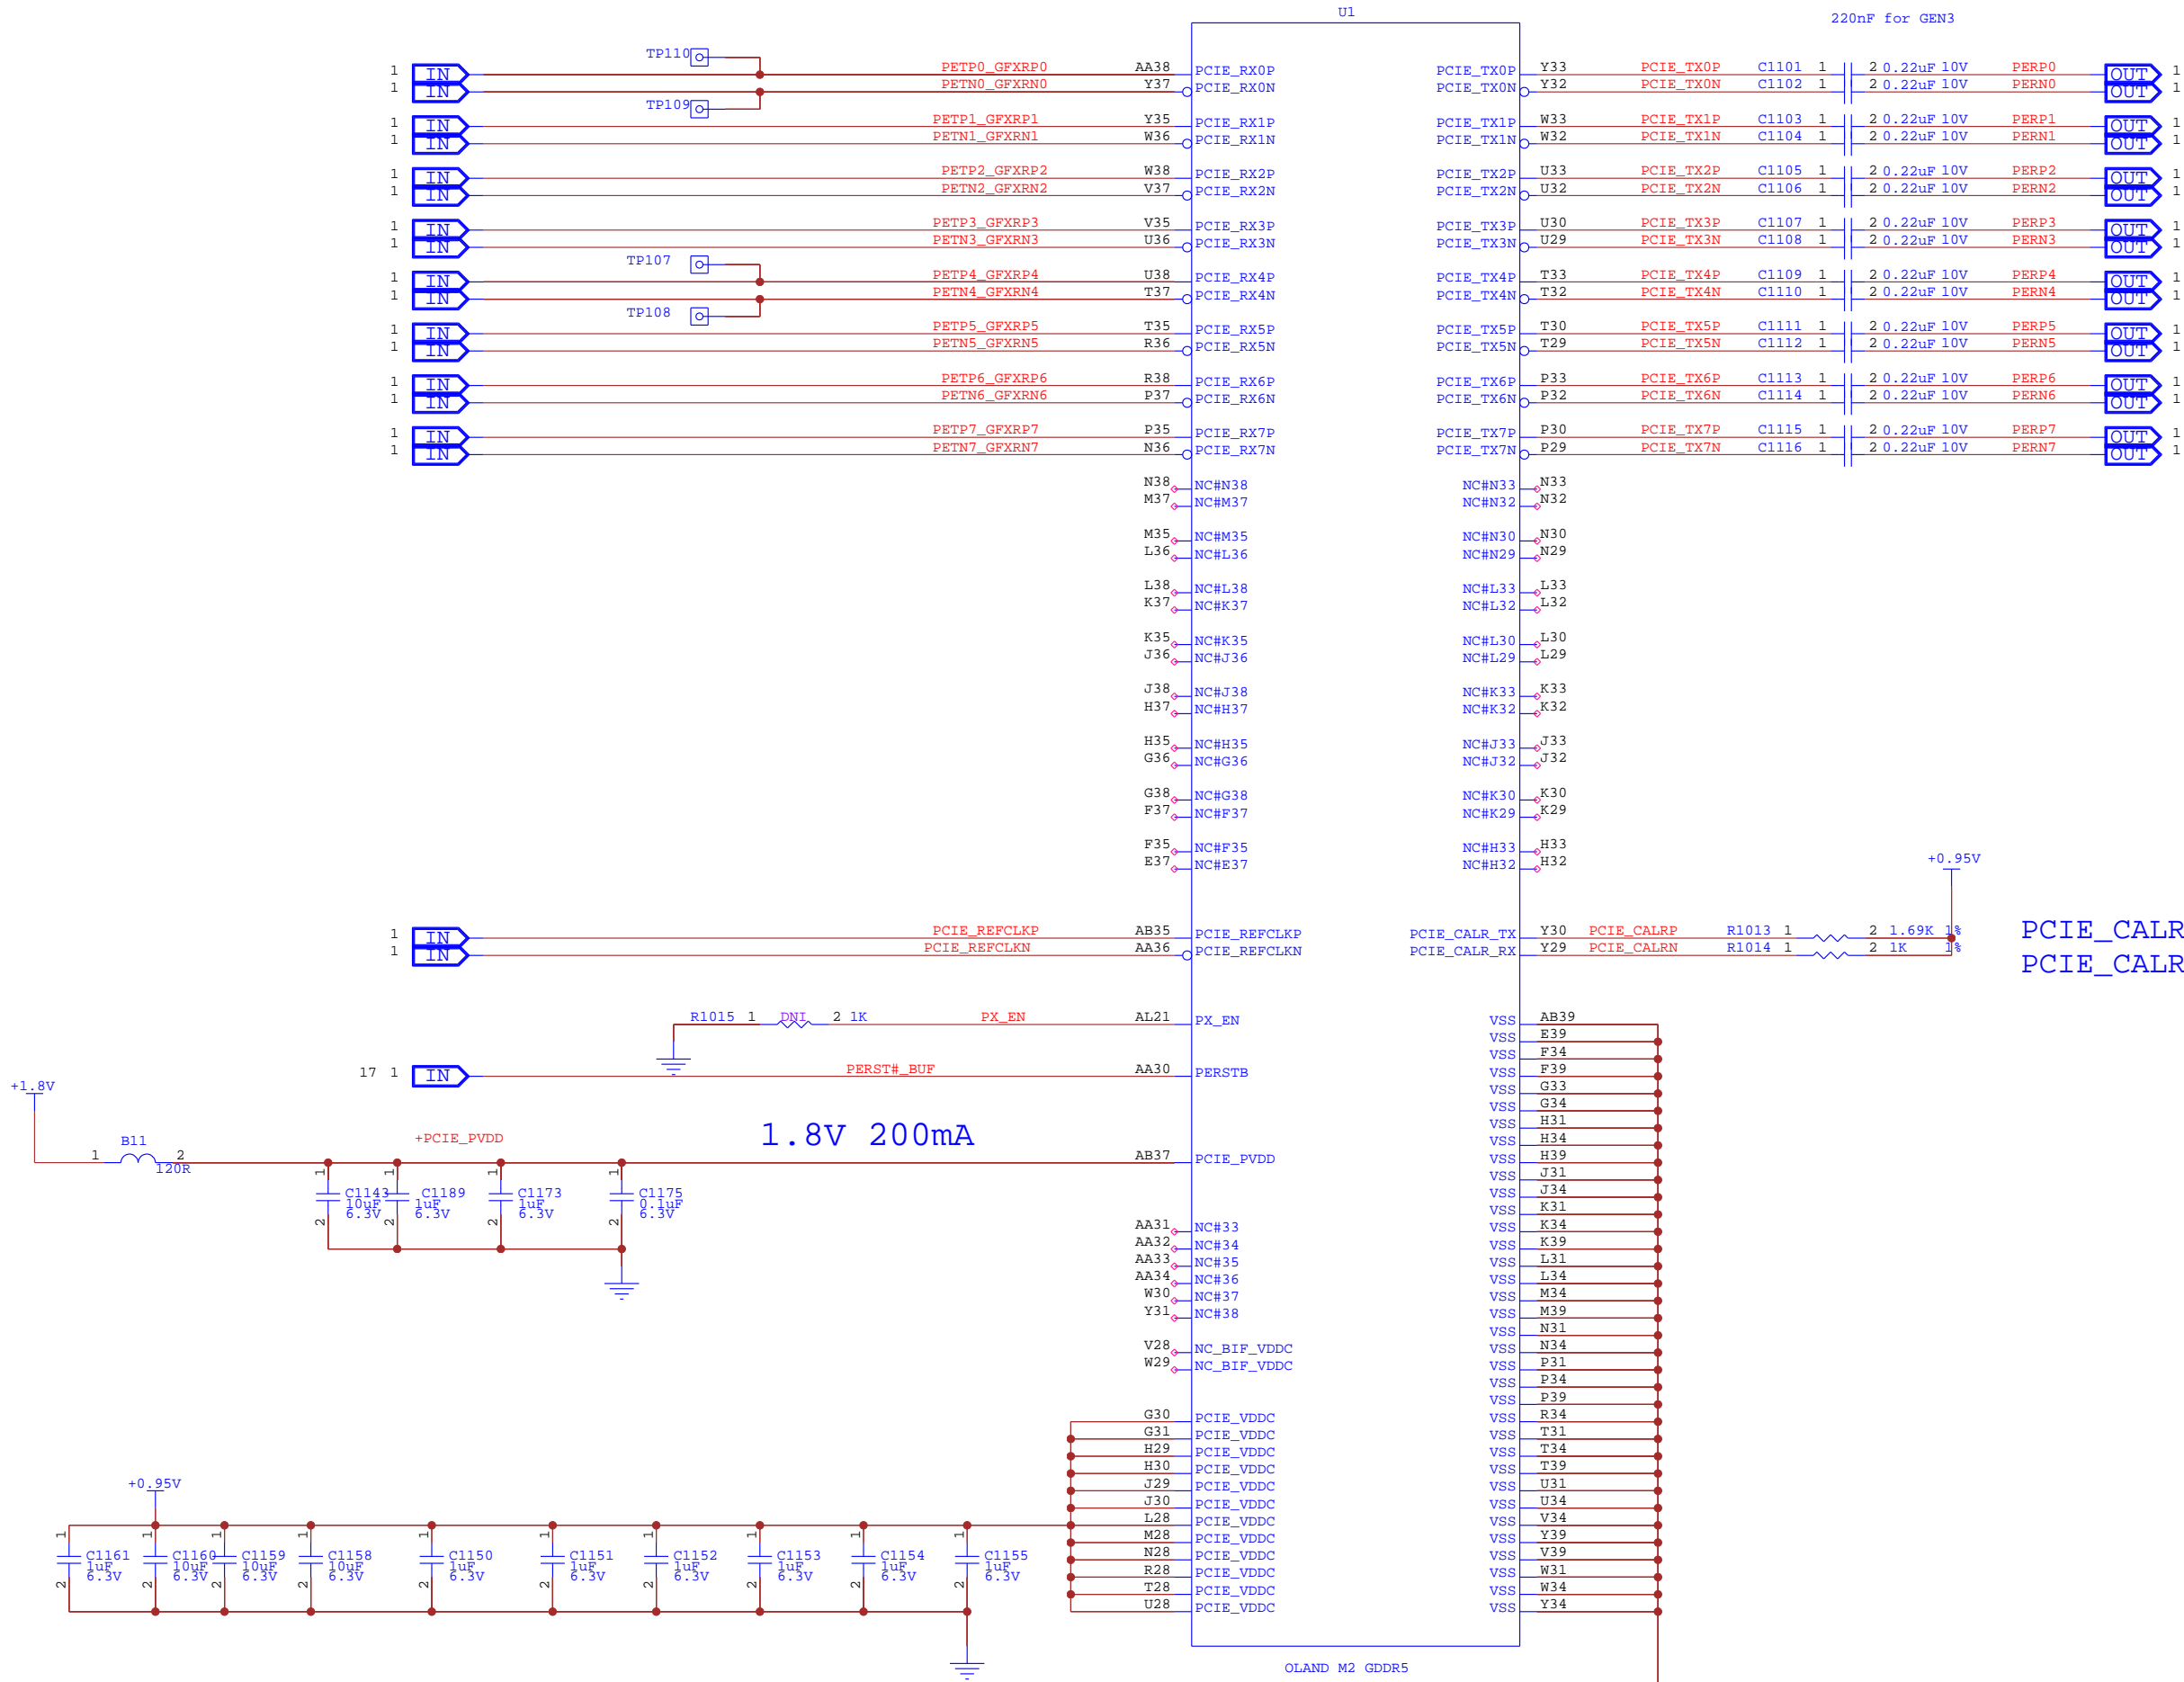 U1
220nF for GEN3
TP110
1 IN PETP0_GFXRP0 AA38 PCIE_RX0P PCIE_TX0P Y33 PCIE_TX0P C1101 1 2 0.22uF 10V PERP0 OUT 1
1 IN PETN0_GFXRN0 Y37 PCIE_RX0N PCIE_TX0N Y32 PCIE_TX0N C1102 1 2 0.22uF 10V PERN0 OUT 1
TP109
1 IN PETP1_GFXRP1 Y35 PCIE_RX1P PCIE_TX1P W33 PCIE_TX1P C1103 1 2 0.22uF 10V PERP1 OUT 1
1 IN PETN1_GFXRN1 W36 PCIE_RX1N PCIE_TX1N W32 PCIE_TX1N C1104 1 2 0.22uF 10V PERN1 OUT 1
1 IN PETP2_GFXRP2 W38 PCIE_RX2P PCIE_TX2P U33 PCIE_TX2P C1105 1 2 0.22uF 10V PERP2 OUT 1
1 IN PETN2_GFXRN2 V37 PCIE_RX2N PCIE_TX2N U32 PCIE_TX2N C1106 1 2 0.22uF 10V PERN2 OUT 1
1 IN PETP3_GFXRP3 V35 PCIE_RX3P PCIE_TX3P U30 PCIE_TX3P C1107 1 2 0.22uF 10V PERP3 OUT 1
1 IN PETN3_GFXRN3 U36 PCIE_RX3N PCIE_TX3N U29 PCIE_TX3N C1108 1 2 0.22uF 10V PERN3 OUT 1
TP107
1 IN PETP4_GFXRP4 U38 PCIE_RX4P PCIE_TX4P T33 PCIE_TX4P C1109 1 2 0.22uF 10V PERP4 OUT 1
1 IN PETN4_GFXRN4 T37 PCIE_RX4N PCIE_TX4N T32 PCIE_TX4N C1110 1 2 0.22uF 10V PERN4 OUT 1
TP108
1 IN PETP5_GFXRP5 T35 PCIE_RX5P PCIE_TX5P T30 PCIE_TX5P C1111 1 2 0.22uF 10V PERP5 OUT 1
1 IN PETN5_GFXRN5 R36 PCIE_RX5N PCIE_TX5N T29 PCIE_TX5N C1112 1 2 0.22uF 10V PERN5 OUT 1
1 IN PETP6_GFXRP6 R38 PCIE_RX6P PCIE_TX6P P33 PCIE_TX6P C1113 1 2 0.22uF 10V PERP6 OUT 1
1 IN PETN6_GFXRN6 P37 PCIE_RX6N PCIE_TX6N P32 PCIE_TX6N C1114 1 2 0.22uF 10V PERN6 OUT 1
1 IN PETP7_GFXRP7 P35 PCIE_RX7P PCIE_TX7P P30 PCIE_TX7P C1115 1 2 0.22uF 10V PERP7 OUT 1
1 IN PETN7_GFXRN7 N36 PCIE_RX7N PCIE_TX7N P29 PCIE_TX7N C1116 1 2 0.22uF 10V PERN7 OUT 1
N38 NC#N38 NC#N33 N33
M37 NC#M37 NC#N32 N32
M35 NC#M35 NC#N30 N30
L36 NC#L36 NC#N29 N29
L38 NC#L38 NC#L33 L33
K37 NC#K37 NC#L32 L32
K35 NC#K35 NC#L30 L30
J36 NC#J36 NC#L29 L29
J38 NC#J38 NC#K33 K33
H37 NC#H37 NC#K32 K32
H35 NC#H35 NC#J33 J33
G36 NC#G36 NC#J32 J32
G38 NC#G38 NC#K30 K30
F37 NC#F37 NC#K29 K29
F35 NC#F35 NC#H33 H33
E37 NC#E37 NC#H32 H32
+0.95V
1 IN PCIE_REFCLKP AB35 PCIE_REFCLKP PCIE_CALR_TX Y30 PCIE_CALRP R1013 1 2 1.69K 1% PCIE_CALR
1 IN PCIE_REFCLKN AA36 PCIE_REFCLKN PCIE_CALR_RX Y29 PCIE_CALRN R1014 1 2 1K 1% PCIE_CALR
R1015 1 DNI 2 1K PX_EN AL21 PX_EN VSS AB39
VSS E39
VSS F34
17 1 IN PERST#_BUF AA30 PERSTB VSS F39
+1.8V
VSS G33
VSS G34
VSS H31
1.8V 200mA
B11 +PCIE_PVDD VSS H34
1 2 120R AB37 PCIE_PVDD VSS H39
VSS J31
C1143 10uF 6.3V 1 2
C1189 1uF 6.3V 1 2
C1173 1uF 6.3V 1 2
C1175 0.1uF 6.3V 1 2
VSS J34
VSS K31
AA31 NC#33 VSS K34
AA32 NC#34 VSS K39
AA33 NC#35 VSS L31
AA34 NC#36 VSS L34
W30 NC#37 VSS M34
Y31 NC#38 VSS M39
VSS N31
V28 NC_BIF_VDDC VSS N34
W29 NC_BIF_VDDC VSS P31
VSS P34
VSS P39
G30 PCIE_VDDC VSS R34
G31 PCIE_VDDC VSS T31
H29 PCIE_VDDC VSS T34
H30 PCIE_VDDC VSS T39
+0.95V
J29 PCIE_VDDC VSS U31
J30 PCIE_VDDC VSS U34
L28 PCIE_VDDC VSS V34
M28 PCIE_VDDC VSS Y39
N28 PCIE_VDDC VSS V39
R28 PCIE_VDDC VSS W31
T28 PCIE_VDDC VSS W34
U28 PCIE_VDDC VSS Y34
C1161 1uF 6.3V 1 2
C1160 10uF 6.3V 1 2
C1159 10uF 6.3V 1 2
C1158 10uF 6.3V 1 2
C1150 1uF 6.3V 1 2
C1151 1uF 6.3V 1 2
C1152 1uF 6.3V 1 2
C1153 1uF 6.3V 1 2
C1154 1uF 6.3V 1 2
C1155 1uF 6.3V 1 2
OLAND M2 GDDR5